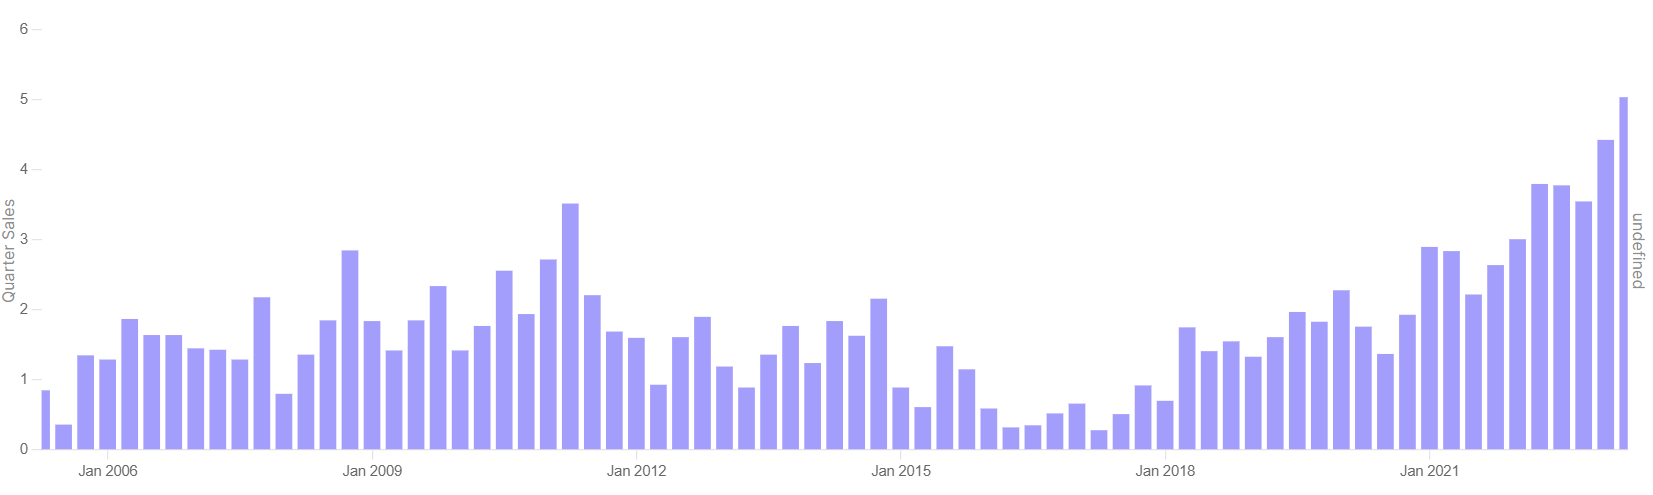 6
5
4
3
2
1
0
Quarter Sales
undefined
Jan 2006
Jan 2009
Jan 2012
Jan 2015
Jan 2018
Jan 2021